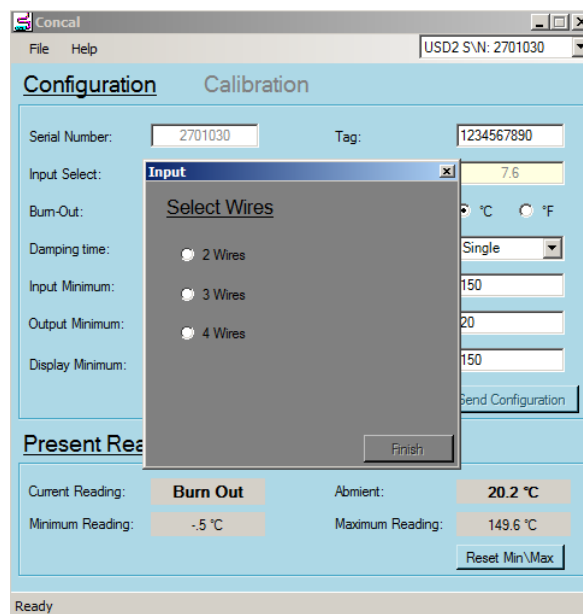 Concal
File Help USD2 S\N: 2701030
Configuration Calibration
Serial Number: 2701030 Tag: 1234567890
Input Select: 7.6
Burn-Out: °C °F
Damping time: Single
Input Minimum: 150
Output Minimum: 20
Display Minimum: 150
Send Configuration
Input
Select Wires
2 Wires
3 Wires
4 Wires
Finish
Present Rea
Current Reading: Burn Out Abmient: 20.2 °C
Minimum Reading: -.5 °C Maximum Reading: 149.6 °C
Reset Min\Max
Ready